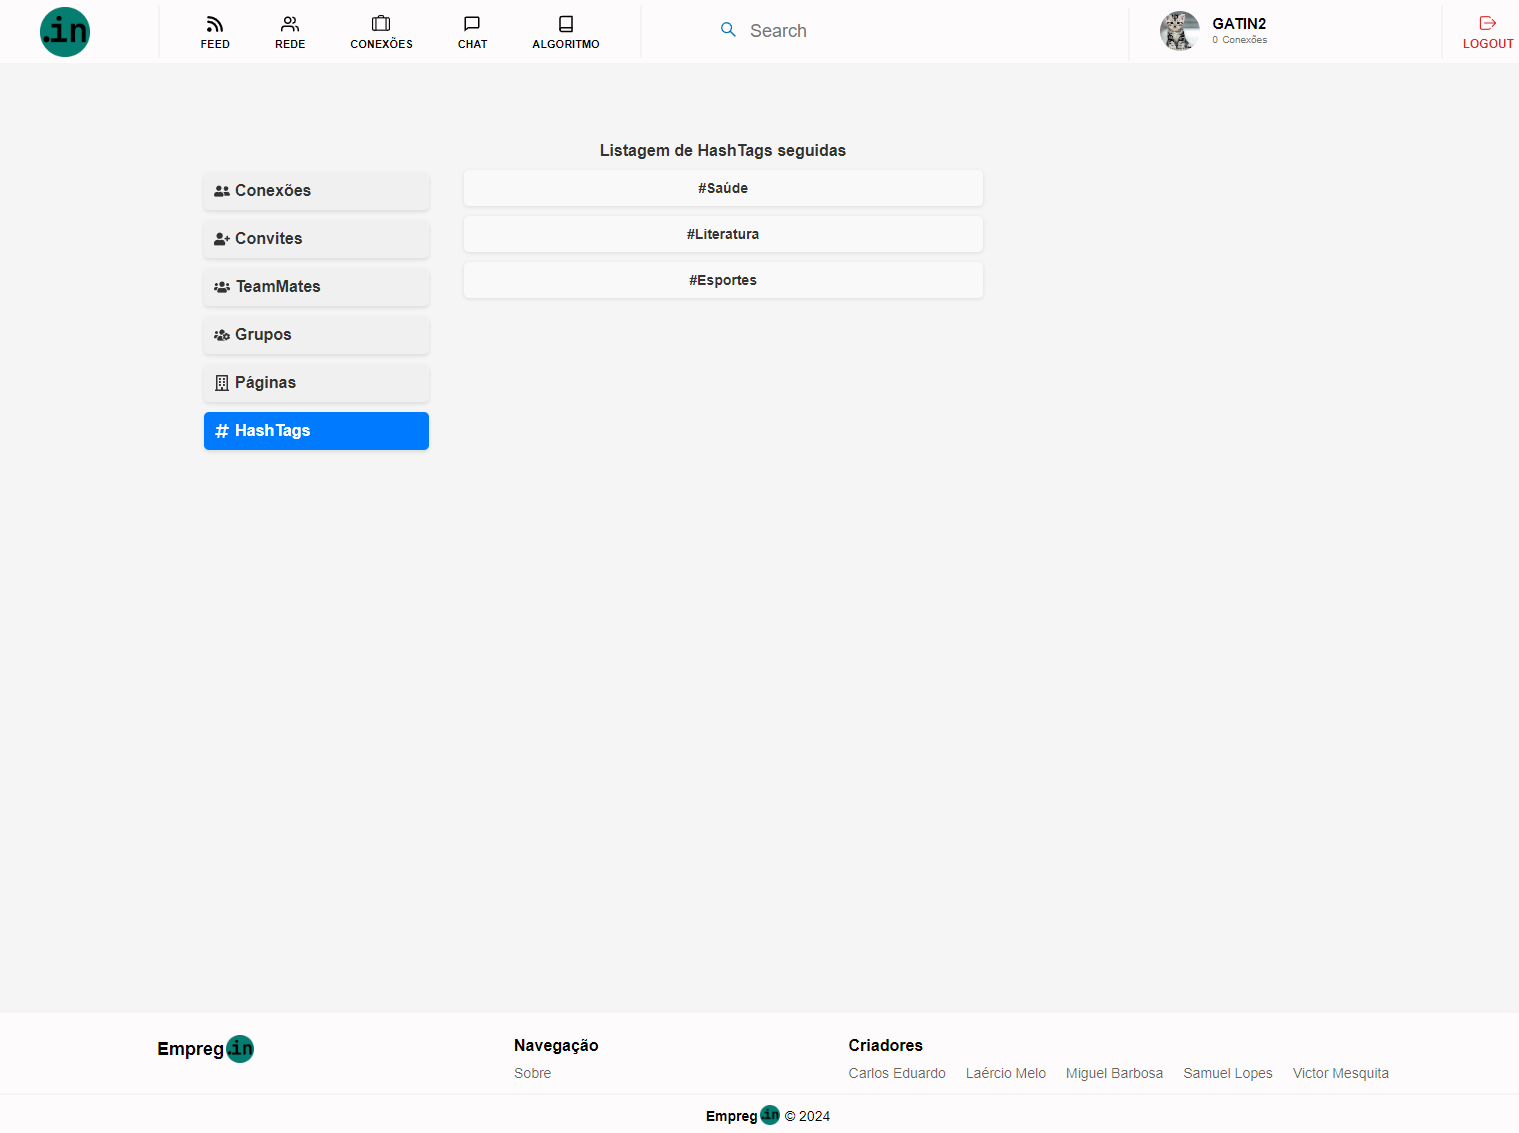 .in
FEED
REDE
CONEXÕES
CHAT
ALGORITMO
Search
GATIN2
0 Conexões
LOGOUT
Listagem de HashTags seguidas
Conexões
Convites
TeamMates
Grupos
Páginas
# HashTags
#Saúde
#Literatura
#Esportes
Empreg.in
Navegação
Sobre
Criadores
Carlos Eduardo Laércio Melo Miguel Barbosa Samuel Lopes Victor Mesquita
Empreg.in © 2024